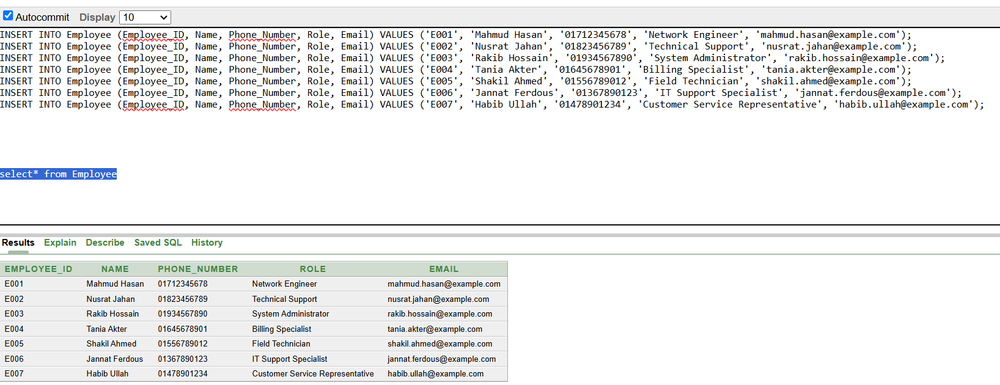 Autocommit Display 10
INSERT INTO Employee (Employee_ID, Name, Phone_Number, Role, Email) VALUES ('E001', 'Mahmud Hasan', '01712345678', 'Network Engineer', 'mahmud.hasan@example.com');
INSERT INTO Employee (Employee_ID, Name, Phone_Number, Role, Email) VALUES ('E002', 'Nusrat Jahan', '01823456789', 'Technical Support', 'nusrat.jahan@example.com');
INSERT INTO Employee (Employee_ID, Name, Phone_Number, Role, Email) VALUES ('E003', 'Rakib Hossain', '01934567890', 'System Administrator', 'rakib.hossain@example.com');
INSERT INTO Employee (Employee_ID, Name, Phone_Number, Role, Email) VALUES ('E004', 'Tania Akter', '01645678901', 'Billing Specialist', 'tania.akter@example.com');
INSERT INTO Employee (Employee_ID, Name, Phone_Number, Role, Email) VALUES ('E005', 'Shakil Ahmed', '01556789012', 'Field Technician', 'shakil.ahmed@example.com');
INSERT INTO Employee (Employee_ID, Name, Phone_Number, Role, Email) VALUES ('E006', 'Jannat Ferdous', '01367890123', 'IT Support Specialist', 'jannat.ferdous@example.com');
INSERT INTO Employee (Employee_ID, Name, Phone_Number, Role, Email) VALUES ('E007', 'Habib Ullah', '01478901234', 'Customer Service Representative', 'habib.ullah@example.com');
select* from Employee
Results Explain Describe Saved SQL History
EMPLOYEE_ID NAME PHONE_NUMBER ROLE EMAIL
E001 Mahmud Hasan 01712345678 Network Engineer mahmud.hasan@example.com
E002 Nusrat Jahan 01823456789 Technical Support nusrat.jahan@example.com
E003 Rakib Hossain 01934567890 System Administrator rakib.hossain@example.com
E004 Tania Akter 01645678901 Billing Specialist tania.akter@example.com
E005 Shakil Ahmed 01556789012 Field Technician shakil.ahmed@example.com
E006 Jannat Ferdous 01367890123 IT Support Specialist jannat.ferdous@example.com
E007 Habib Ullah 01478901234 Customer Service Representative habib.ullah@example.com